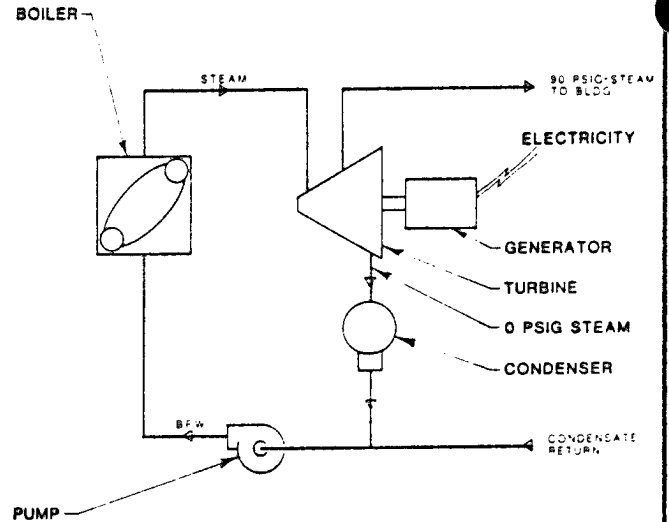 BOILER
STEAM
90 PSIG-STEAM
TO BLDG
ELECTRICITY
GENERATOR
TURBINE
0 PSIG STEAM
CONDENSER
BFW
CONDENSATE
RETURN
PUMP